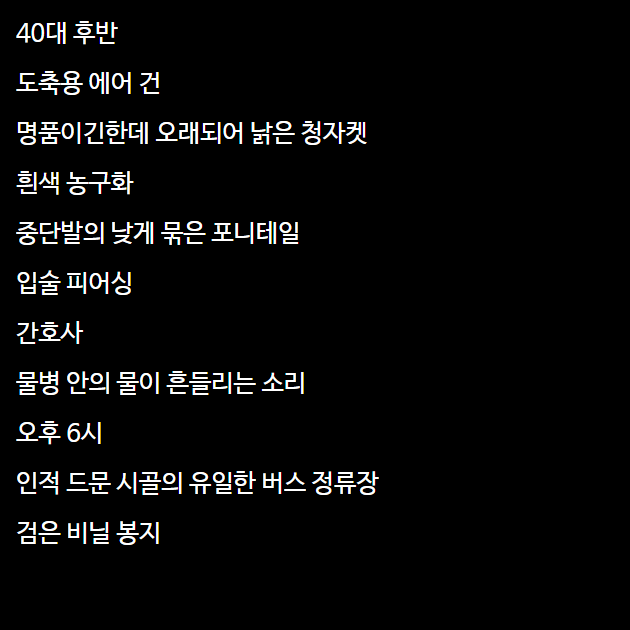 40대 후반
도축용 에어 건
명품이긴한데 오래되어 낡은 청자켓
흰색 농구화
중단발의 낮게 묶은 포니테일
입술 피어싱
간호사
물병 안의 물이 흔들리는 소리
오후 6시
인적 드문 시골의 유일한 버스 정류장
검은 비닐 봉지